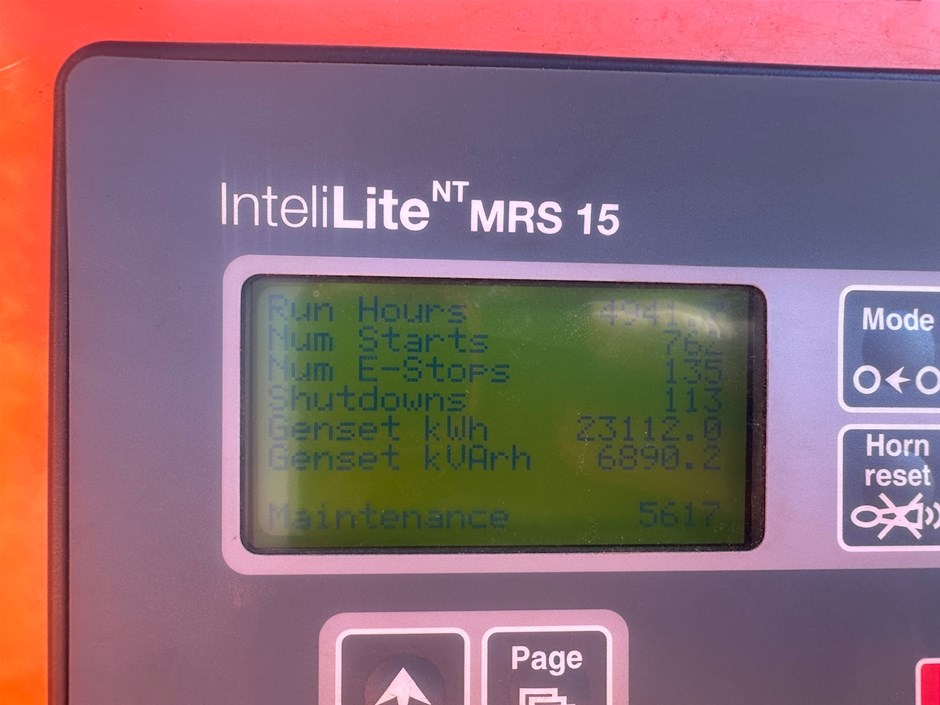 InteliLite NT MRS 15
Run Hours
Num Starts 762
Num E-Stops 135
Shutdowns 113
Genset kWh 23112.0
Genset kVArh 6890.2
Maintenance 5617
Mode
Horn
reset
Page